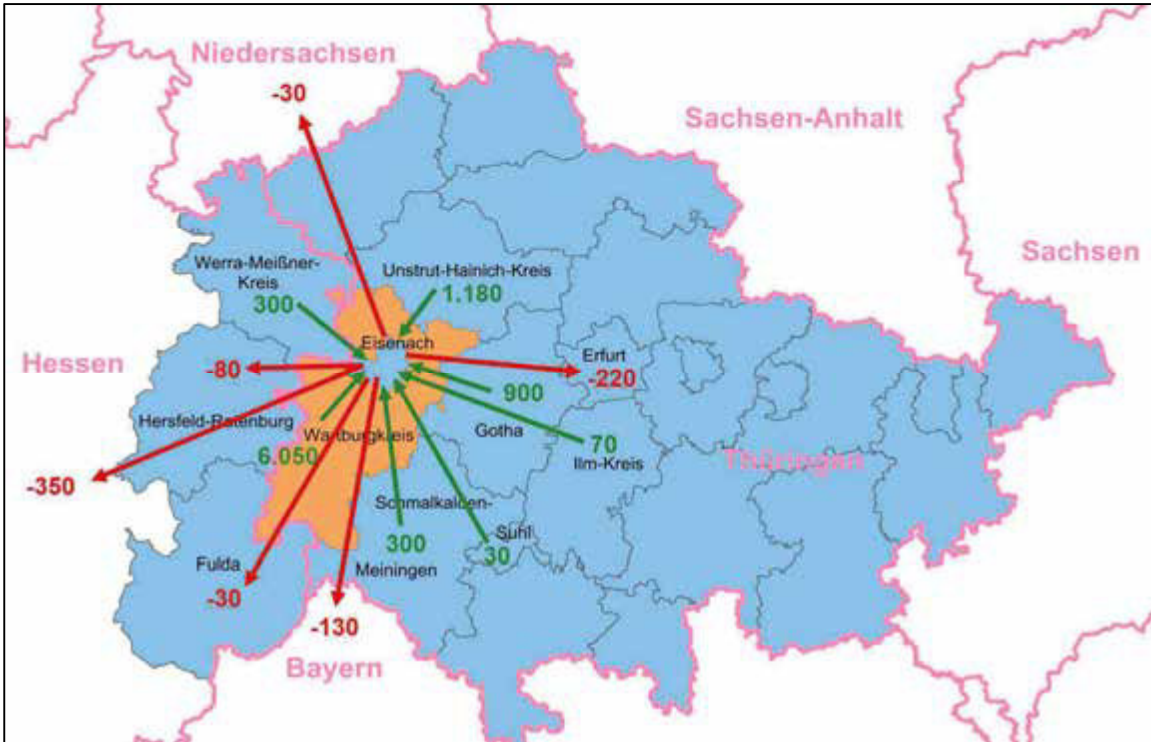 Niedersachsen
-30
Sachsen-Anhalt
Sachsen
Werra-Meißner-
Kreis
300
Unstrut-Hainich-Kreis
1.180
Eisenach
Hessen
-80
Erfurt
-220
900
Hersfeld-Rotenburg
Wartburgkreis
6.050
Gotha
70
Ilm-Kreis
Thüringen
-350
Schmalkalden-
Meiningen
300
Suhl
30
Fulda
-30
-130
Bayern